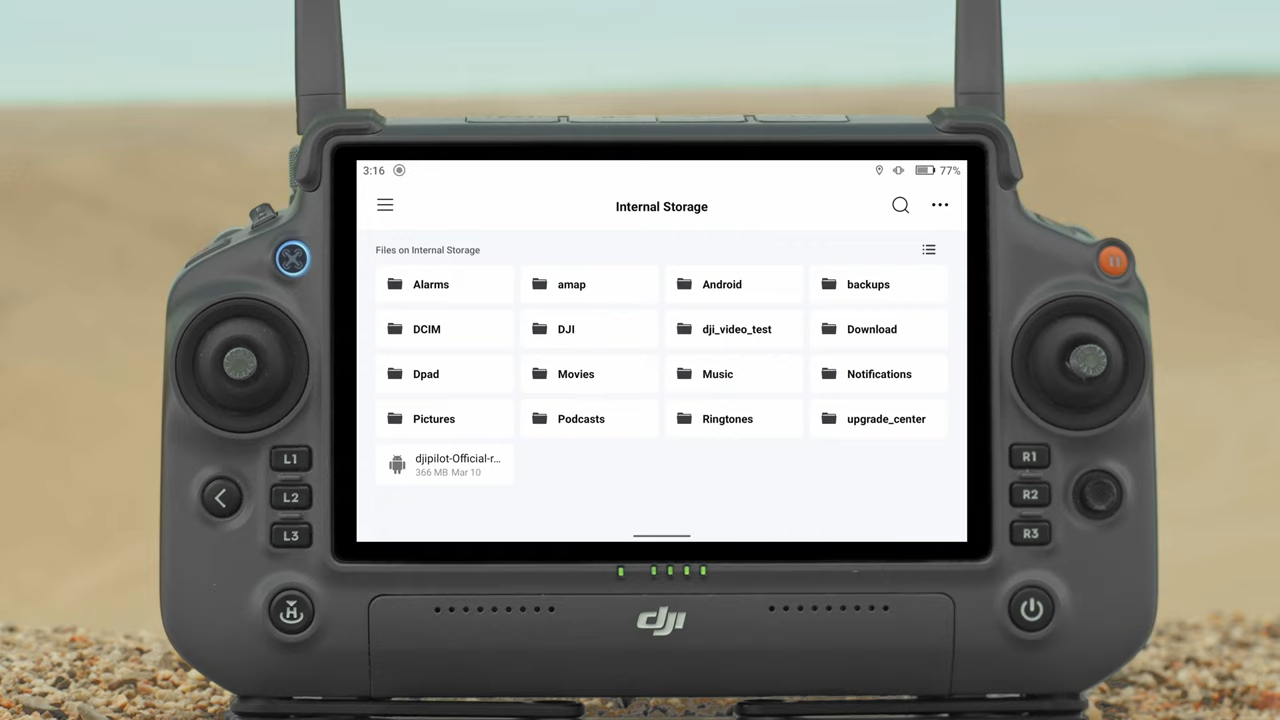 3:16
77%
Internal Storage
Files on Internal Storage
Alarms
amap
Android
backups
DCIM
DJI
dji_video_test
Download
Dpad
Movies
Music
Notifications
Pictures
Podcasts
Ringtones
upgrade_center
djipilot-Official-r...
366 MB Mar 10
L1
L2
L3
R1
R2
R3
H
dji